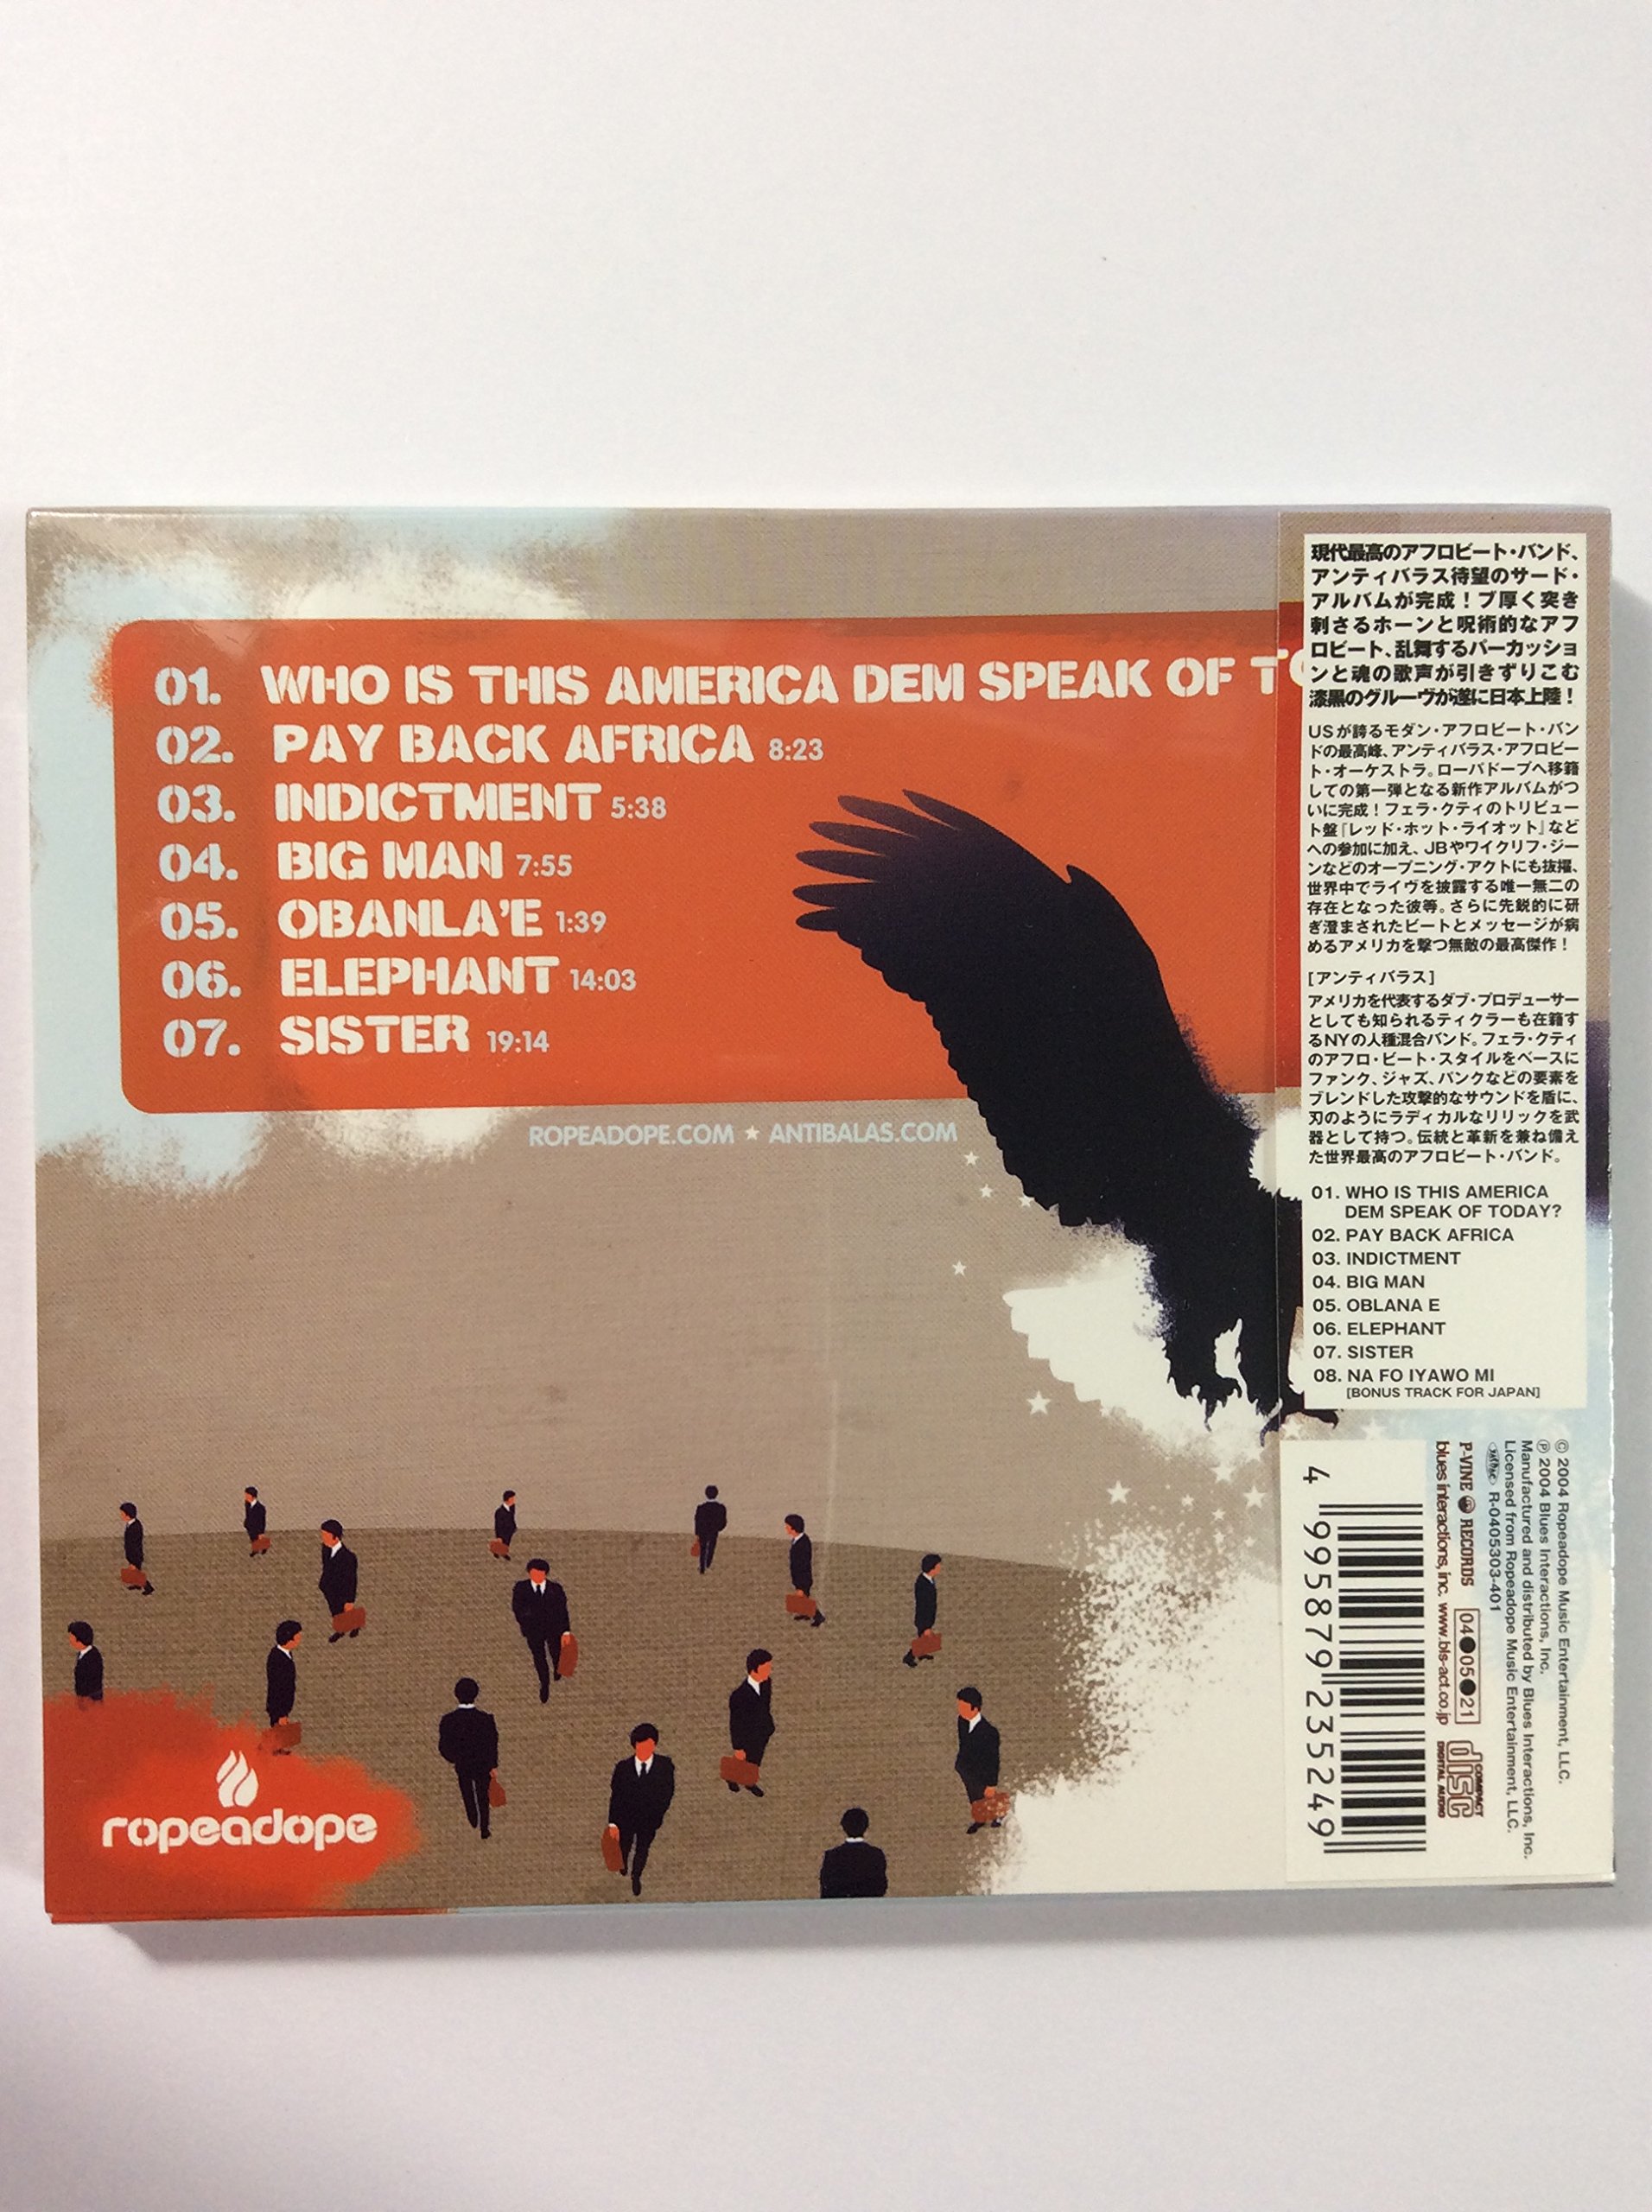 01. WHO IS THIS AMERICA DEM SPEAK OF TO
02. PAY BACK AFRICA 8:23
03. INDICTMENT 5:38
04. BIG MAN 7:55
05. OBANLA'E 1:39
06. ELEPHANT 14:03
07. SISTER 19:14
ROPEADOPE.COM ★ ANTIBALAS.COM
ropeadope
現代最高のアフロビート・バンド、
アンティバラス待望のサード・
アルバムが完成！ブ厚く突き
刺さるホーンと呪術的なアフ
ロビート、乱舞するパーカッショ
ンと魂の歌声が引きずりこむ
漆黒のグルーヴが遂に日本上陸！
USが誇るモダン・アフロビート・バン
ドの最高峰、アンティバラス・アフロビー
ト・オーケストラ。ローパドープへ移籍
しての第一弾となる新作アルバムがつ
いに完成！フェラ・クティのトリビュー
ト盤『レッド・ホット・ライオット』など
への参加に加え、JBやワイクリフ・ジー
ンなどのオープニング・アクトにも抜擢、
世界中でライヴを披露する唯一無二の
存在となった彼等。さらに先鋭的に研
ぎ澄まされたビートとメッセージが病
めるアメリカを撃つ無敵の最高傑作！
[アンティバラス]
アメリカを代表するダブ・プロデューサー
としても知られるティクラーも在籍す
るNYの人種混合バンド。フェラ・クティ
のアフロ・ビート・スタイルをベースに
ファンク、ジャズ、パンクなどの要素を
ブレンドした攻撃的なサウンドを盾に、
刃のようにラディカルなリリックを武
器として持つ。伝統と革新を兼ね備え
た世界最高のアフロビート・バンド。
01. WHO IS THIS AMERICA
DEM SPEAK OF TODAY?
02. PAY BACK AFRICA
03. INDICTMENT
04. BIG MAN
05. OBLANA E
06. ELEPHANT
07. SISTER
08. NA FO IYAWO MI
[BONUS TRACK FOR JAPAN]
© 2004 Ropeadope Music Entertainment, LLC.
℗ 2004 Blues Interactions, Inc.
Manufactured and distributed by Blues Interactions, Inc.
Licensed from Ropeadope Music Entertainment, LLC.
R-0405303-401
P-VINE RECORDS 04●05●21
blues interactions, inc. www.bls-act.co.jp
COMPACT disc DIGITAL AUDIO
4 995879 235249